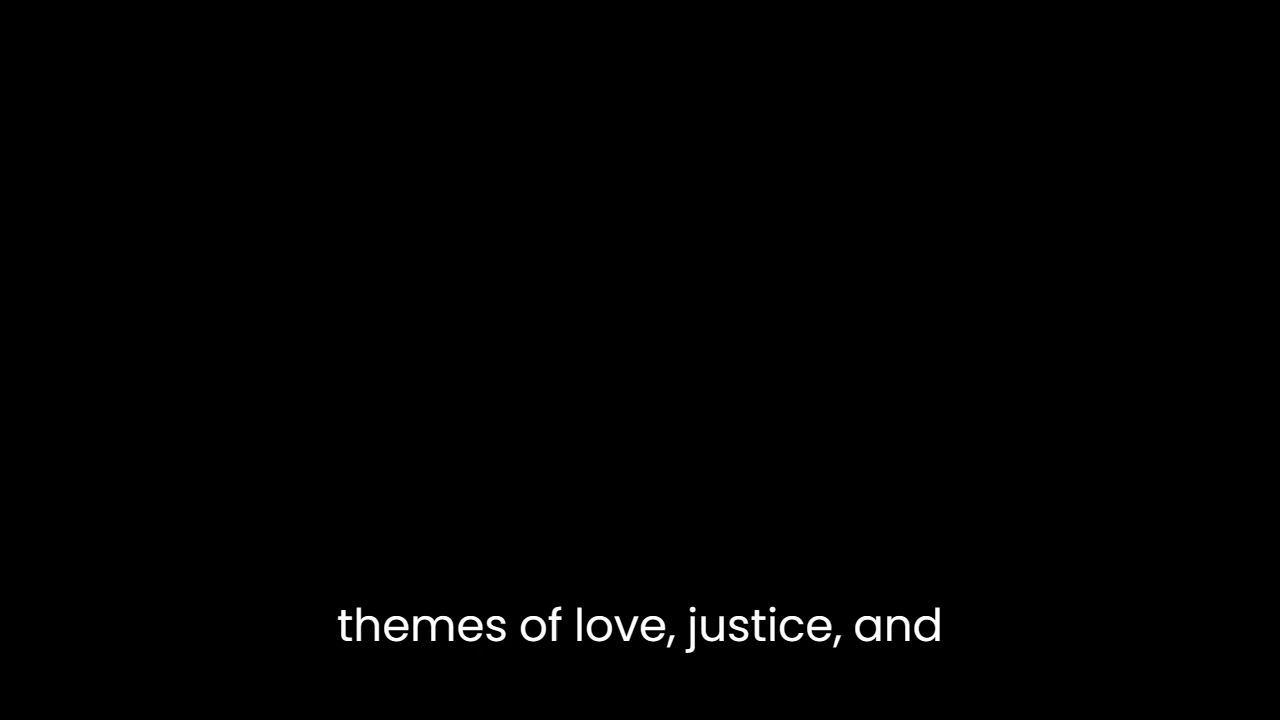 themes of love, justice, and